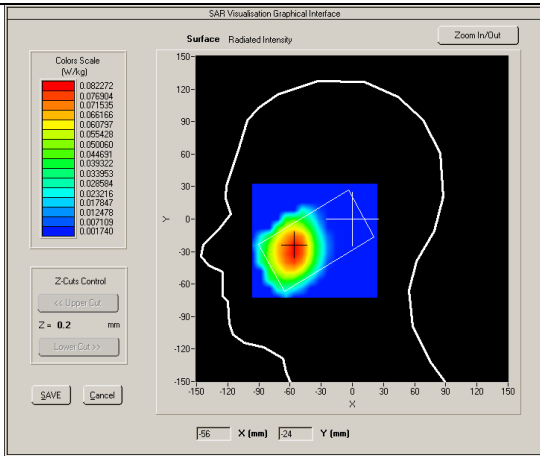 SAR Visualisation Graphical Interface
Surface Radiated Intensity
Zoom In/Out
Colors Scale
(W/kg)
0.082272
0.076904
0.071535
0.066166
0.060797
0.055428
0.050060
0.044691
0.039322
0.033953
0.028584
0.023216
0.017847
0.012478
0.007109
0.001740
Z-Cuts Control
<< Upper Cut
Z = 0.2 mm
Lower Cut >>
SAVE Cancel
150-
120-
90-
60-
30-
0-
-30-
-60-
-90-
-120-
-150-
Y
-150 -120 -90 -60 -30 0 30 60 90 120 150
X
-56 X (mm) -24 Y (mm)